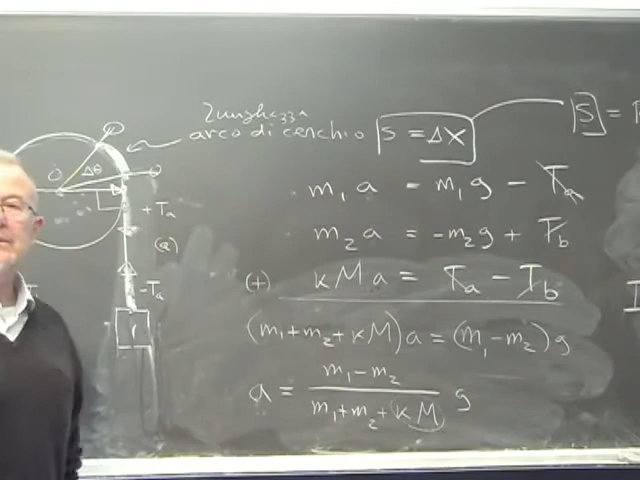 lunghezza
arco di cerchio
S = Δx
S =
O
Δθ
+Ta
(a)
-Ta
1
m₁ a = m₁ g - Ta
m₂ a = -m₂ g + Tb
(+) kMa = Ta - Tb
(m₁+m₂+kM)a = (m₁-m₂)g
a = m₁-m₂ / m₁+m₂+kM g